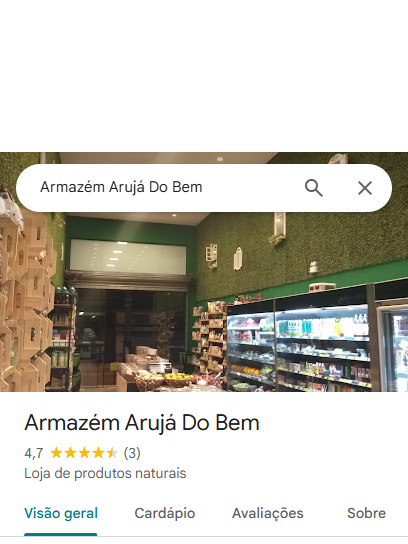 Armazém Arujá Do Bem
Armazém Arujá Do Bem
4,7 (3)
Loja de produtos naturais
Visão geral Cardápio Avaliações Sobre